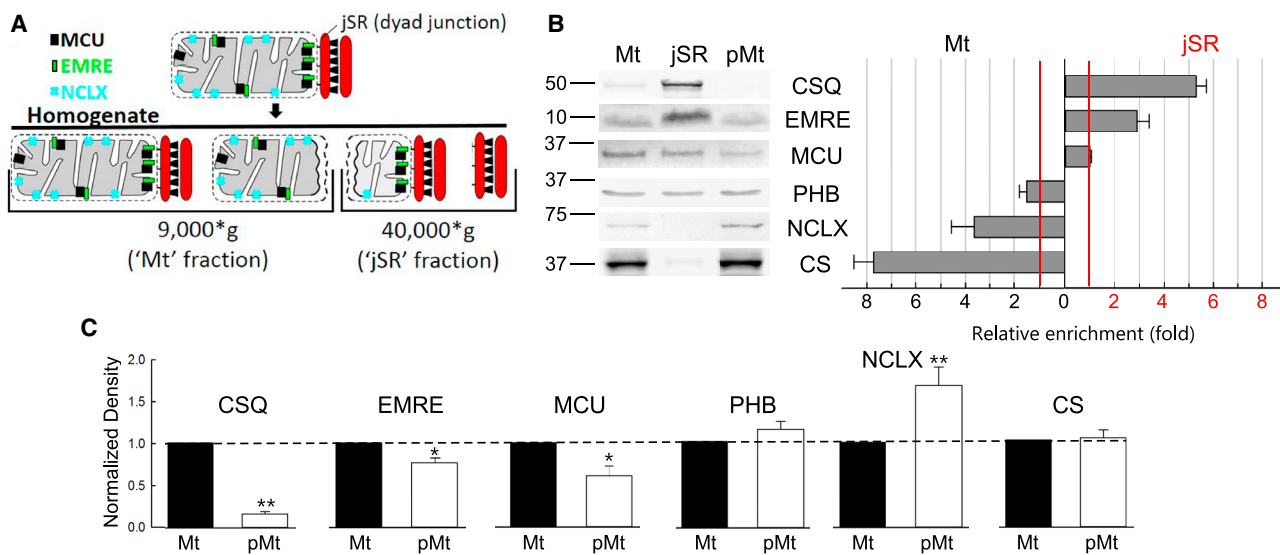 A
jSR (dyad junction)
MCU
EMRE
NCLX
Homogenate
9,000*g
('Mt' fraction)
40,000*g
('jSR' fraction)
B
Mt jSR pMt
50 CSQ
10 EMRE
37 MCU
37 PHB
75 NCLX
37 CS
Mt jSR
8 6 4 2 0 2 4 6 8
Relative enrichment (fold)
C
Normalized Density
2.0
1.5
1.0
0.5
0.0
CSQ EMRE MCU PHB NCLX ** CS
** * *
Mt pMt Mt pMt Mt pMt Mt pMt Mt pMt Mt pMt